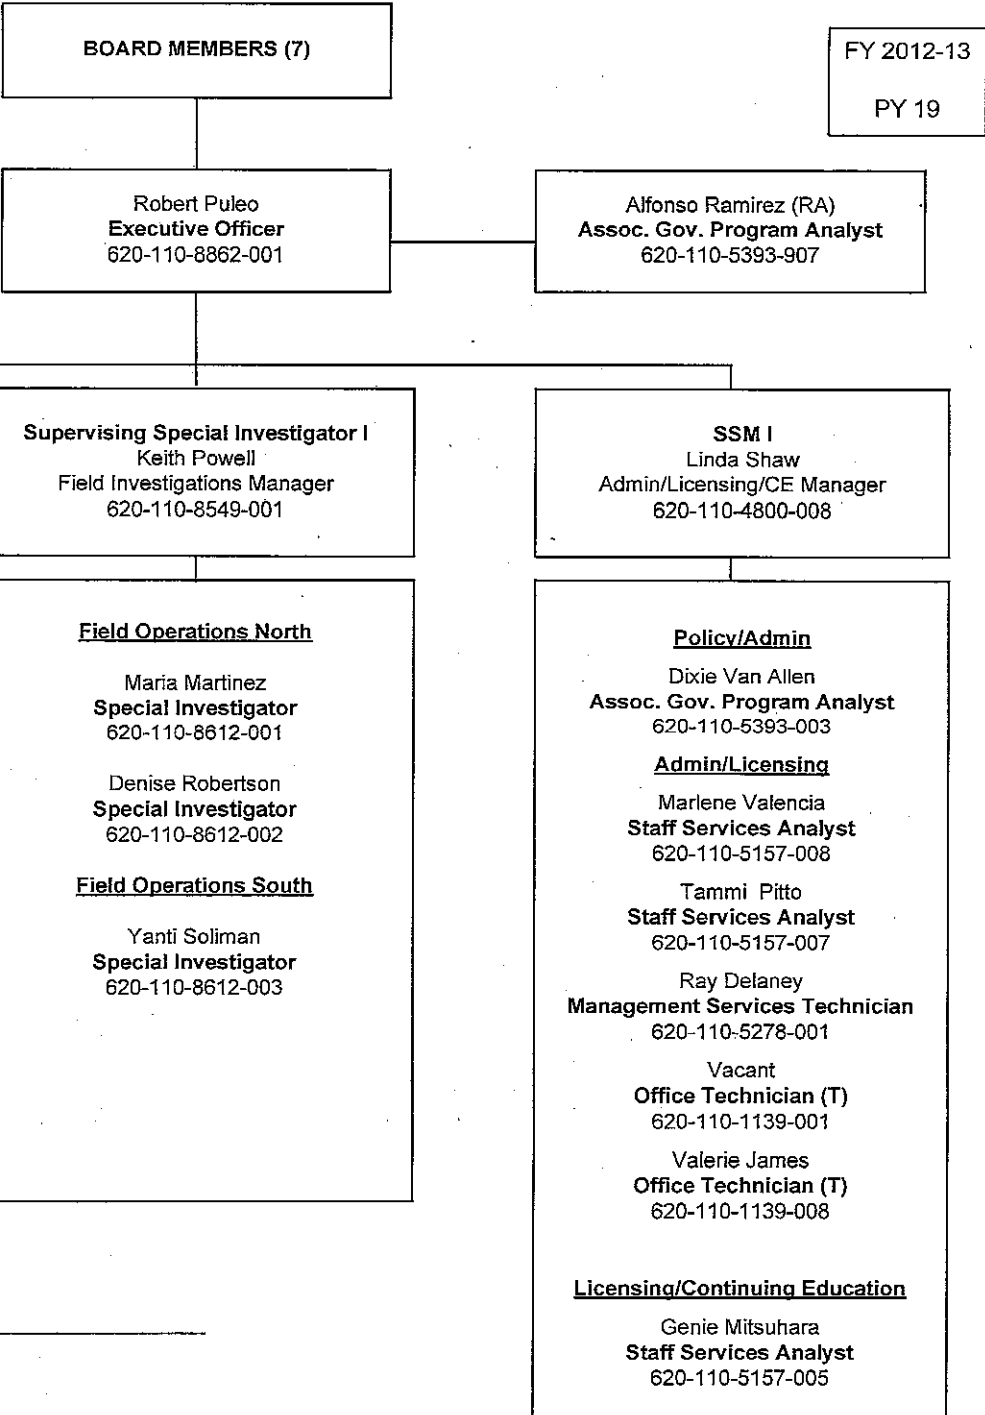 BOARD MEMBERS (7)
FY 2012-13
PY 19
Robert Puleo
Executive Officer
620-110-8862-001
Alfonso Ramirez (RA)
Assoc. Gov. Program Analyst
620-110-5393-907
Supervising Special Investigator I
Keith Powell
Field Investigations Manager
620-110-8549-001
SSM I
Linda Shaw
Admin/Licensing/CE Manager
620-110-4800-008
Field Operations North
Maria Martinez
Special Investigator
620-110-8612-001
Denise Robertson
Special Investigator
620-110-8612-002
Field Operations South
Yanti Soliman
Special Investigator
620-110-8612-003
Policy/Admin
Dixie Van Allen
Assoc. Gov. Program Analyst
620-110-5393-003
Admin/Licensing
Marlene Valencia
Staff Services Analyst
620-110-5157-008
Tammi Pitto
Staff Services Analyst
620-110-5157-007
Ray Delaney
Management Services Technician
620-110-5278-001
Vacant
Office Technician (T)
620-110-1139-001
Valerie James
Office Technician (T)
620-110-1139-008
Licensing/Continuing Education
Genie Mitsuhara
Staff Services Analyst
620-110-5157-005